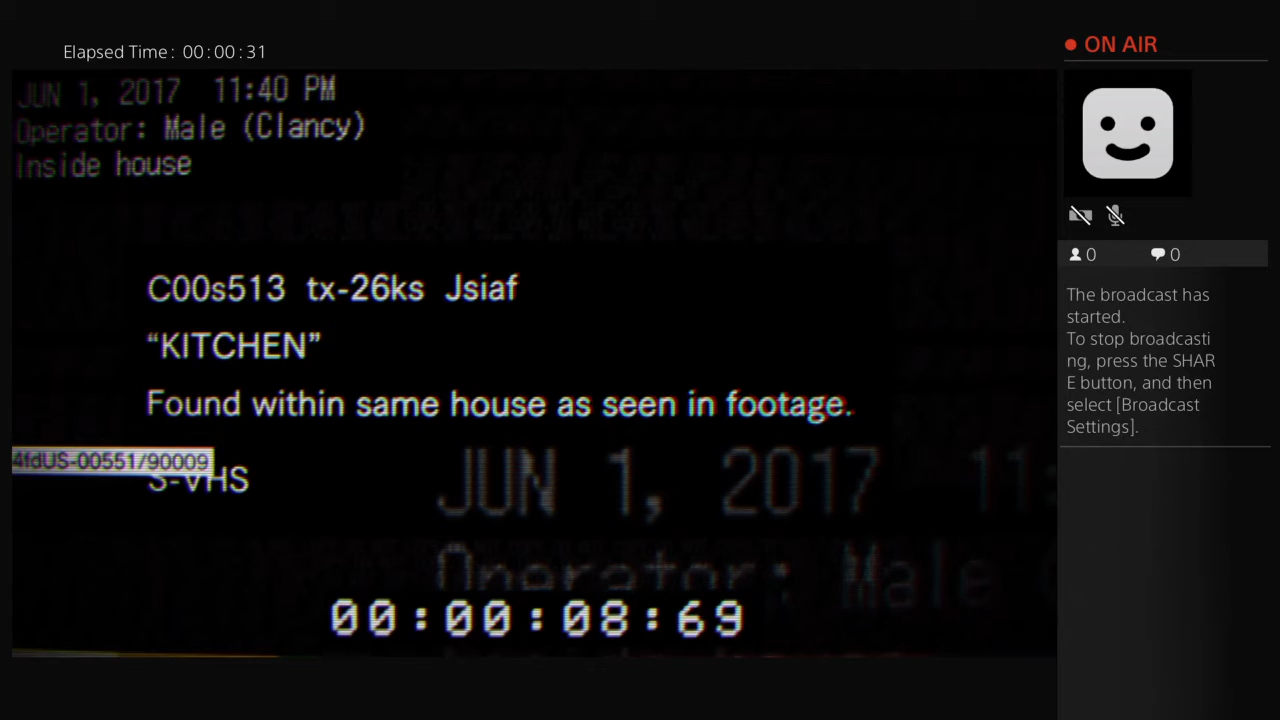 Elapsed Time: 00:00:31
ON AIR
JUN 1, 2017 11:40 PM
Operator: Male (Clancy)
Inside house
C00s513 tx-26ks Jsiaf
“KITCHEN”
Found within same house as seen in footage.
4fdUS-00551/90009
S-VHS
JUN 1, 2017 11:
Operator: Male
00:00:08:69
0 0
The broadcast has
started.
To stop broadcasti
ng, press the SHAR
E button, and then
select [Broadcast
Settings].